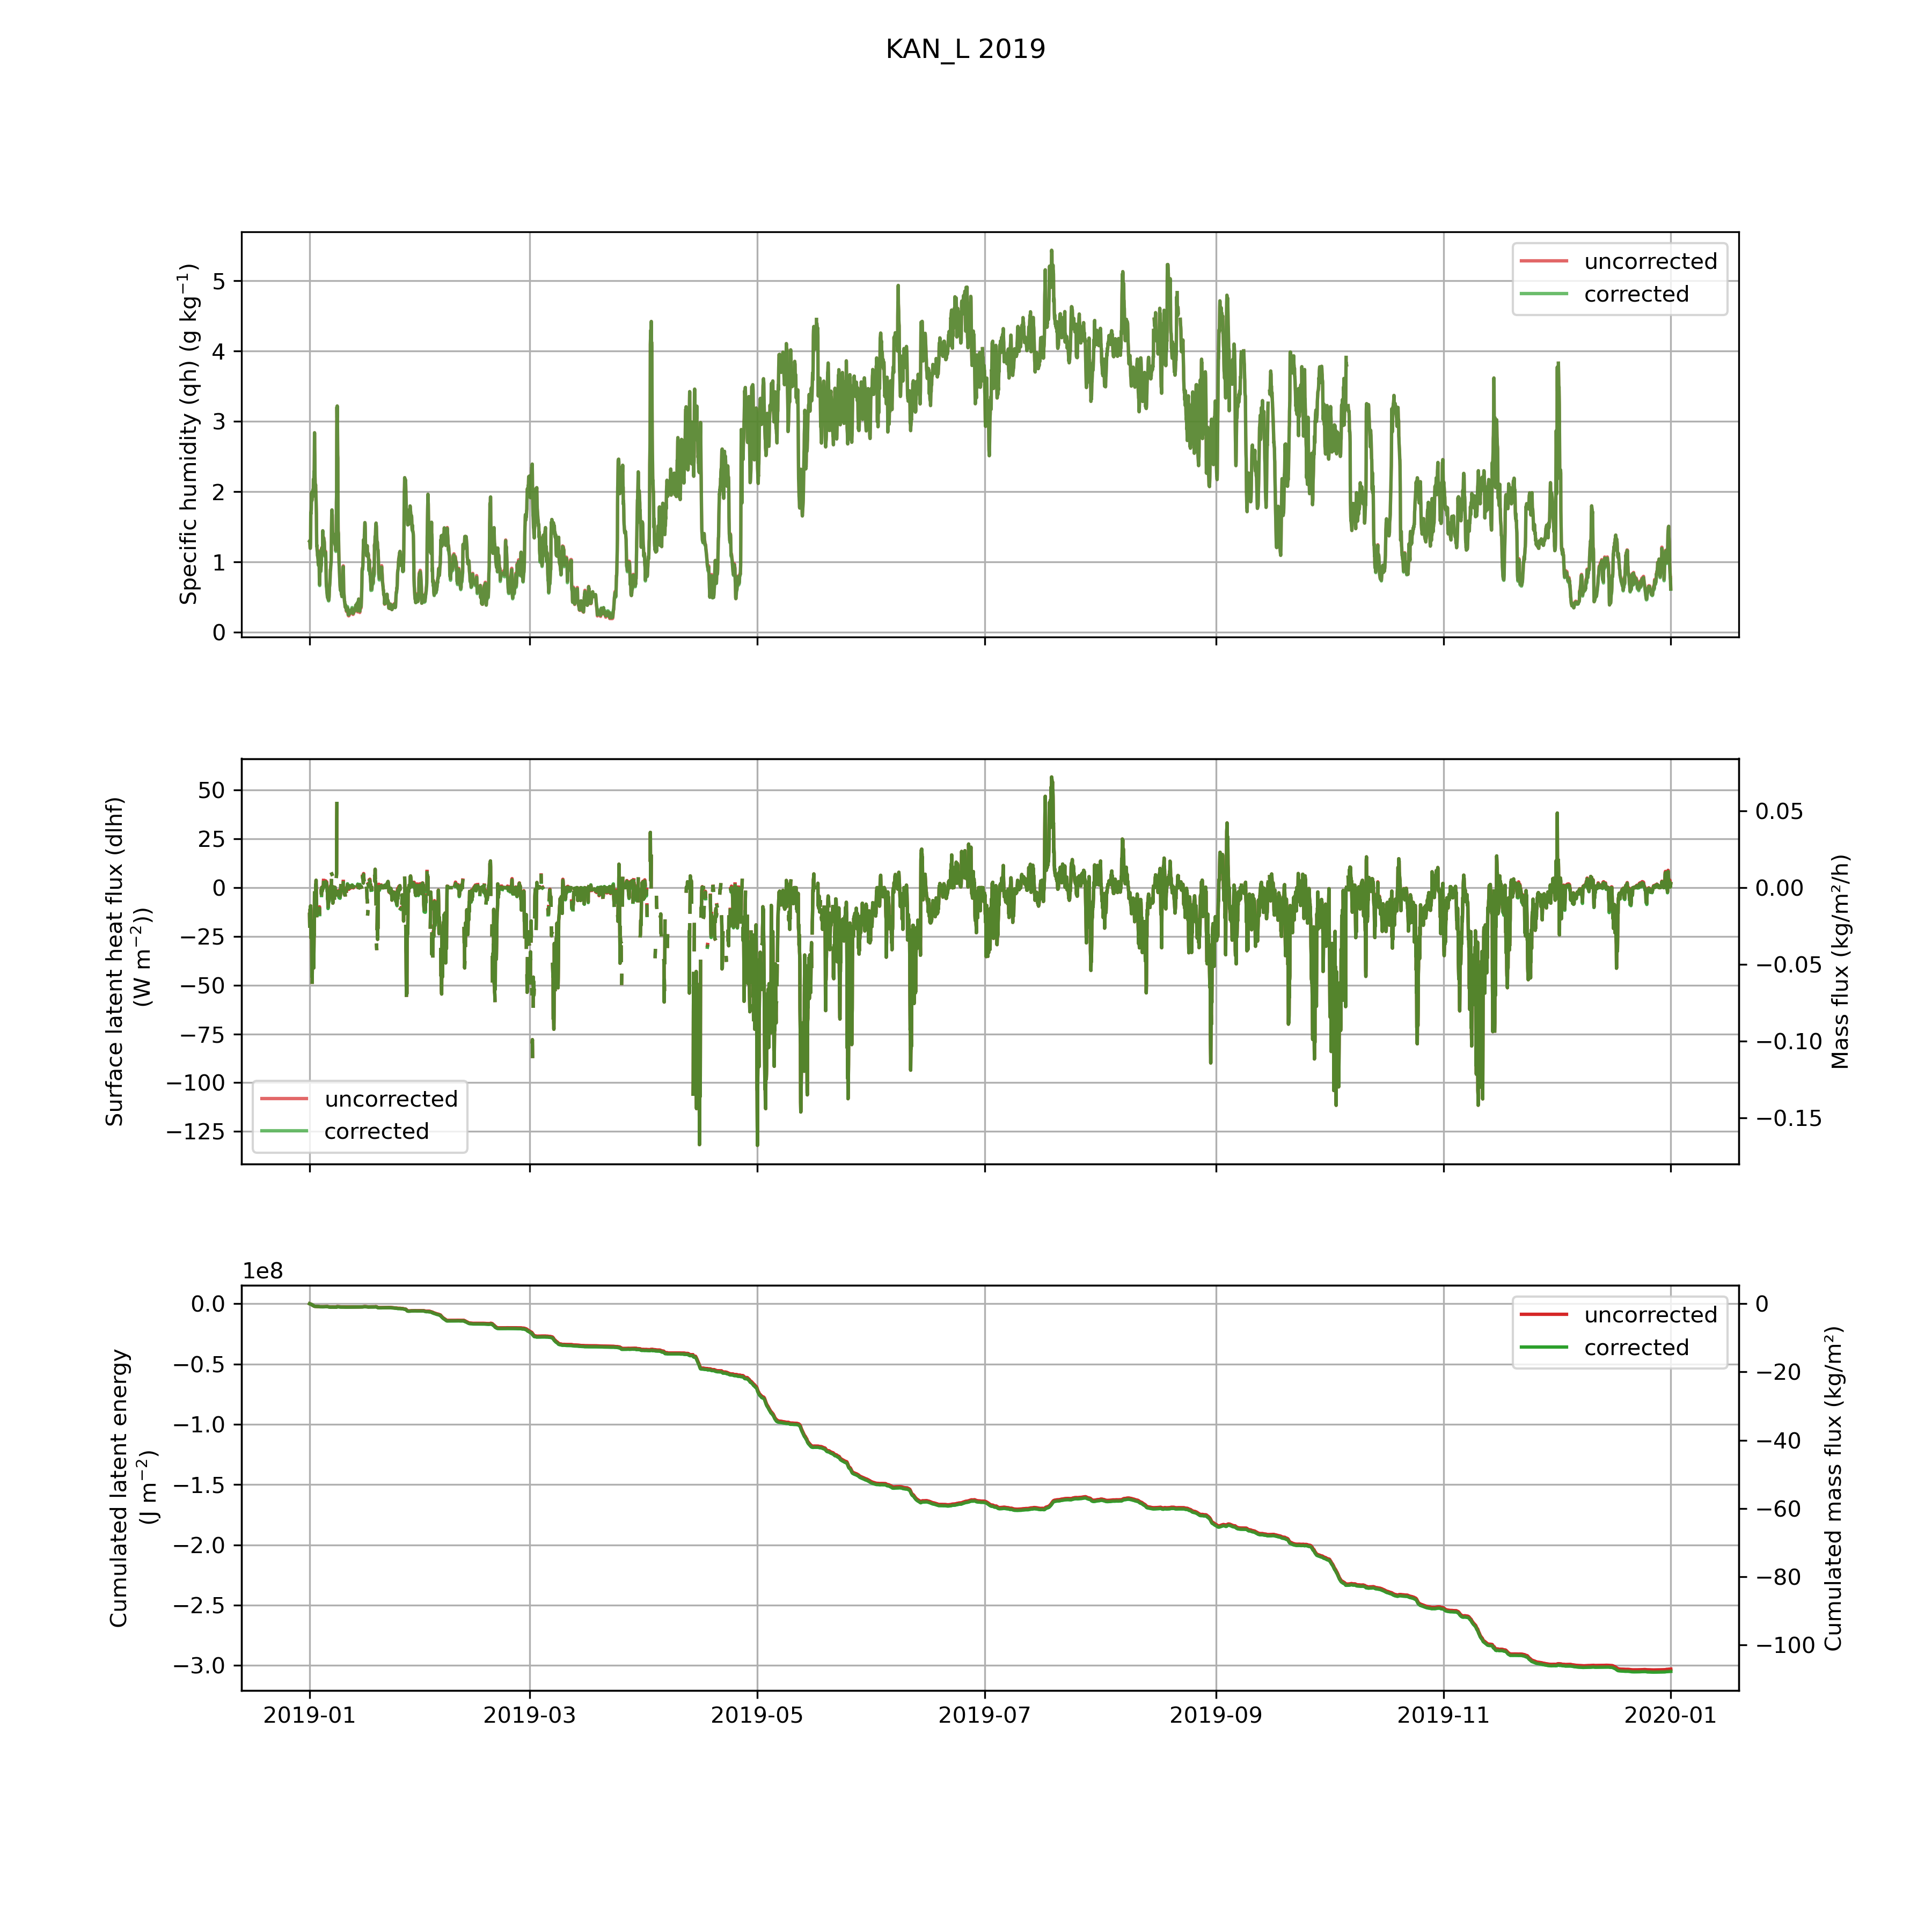 KAN_L 2019
Specific humidity (qh) (g kg⁻¹)
5
4
3
2
1
0
uncorrected
corrected
Surface latent heat flux (dlhf)
(W m⁻²))
50
25
0
−25
−50
−75
−100
−125
uncorrected
corrected
0.05
0.00
−0.05
−0.10
−0.15
Mass flux (kg/m²/h)
1e8
Cumulated latent energy
(J m⁻²)
0.0
−0.5
−1.0
−1.5
−2.0
−2.5
−3.0
uncorrected
corrected
0
−20
−40
−60
−80
−100
Cumulated mass flux (kg/m²)
2019-01 2019-03 2019-05 2019-07 2019-09 2019-11 2020-01